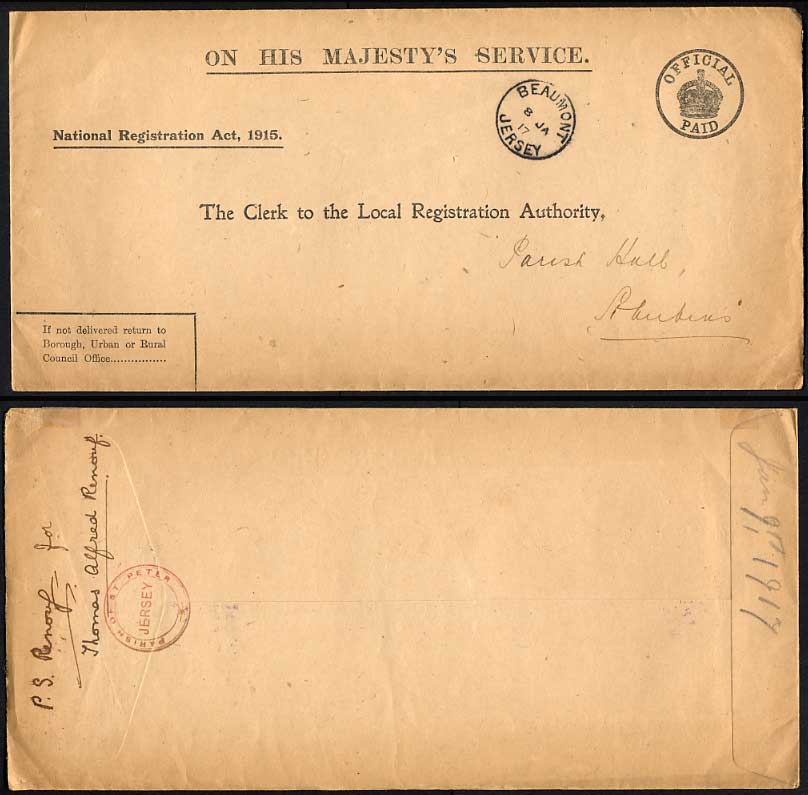 ON HIS MAJESTY'S SERVICE.
OFFICIAL PAID
BEAUMONT JERSEY
8 JA
17
National Registration Act, 1915.
The Clerk to the Local Registration Authority,
Parish Hall,
St Aubins
If not delivered return to
Borough, Urban or Rural
Council Office................
P. S. Renouf for
Thomas Alfred Renouf.
PARISH OF ST. PETER
JERSEY
Jan 9th 1917